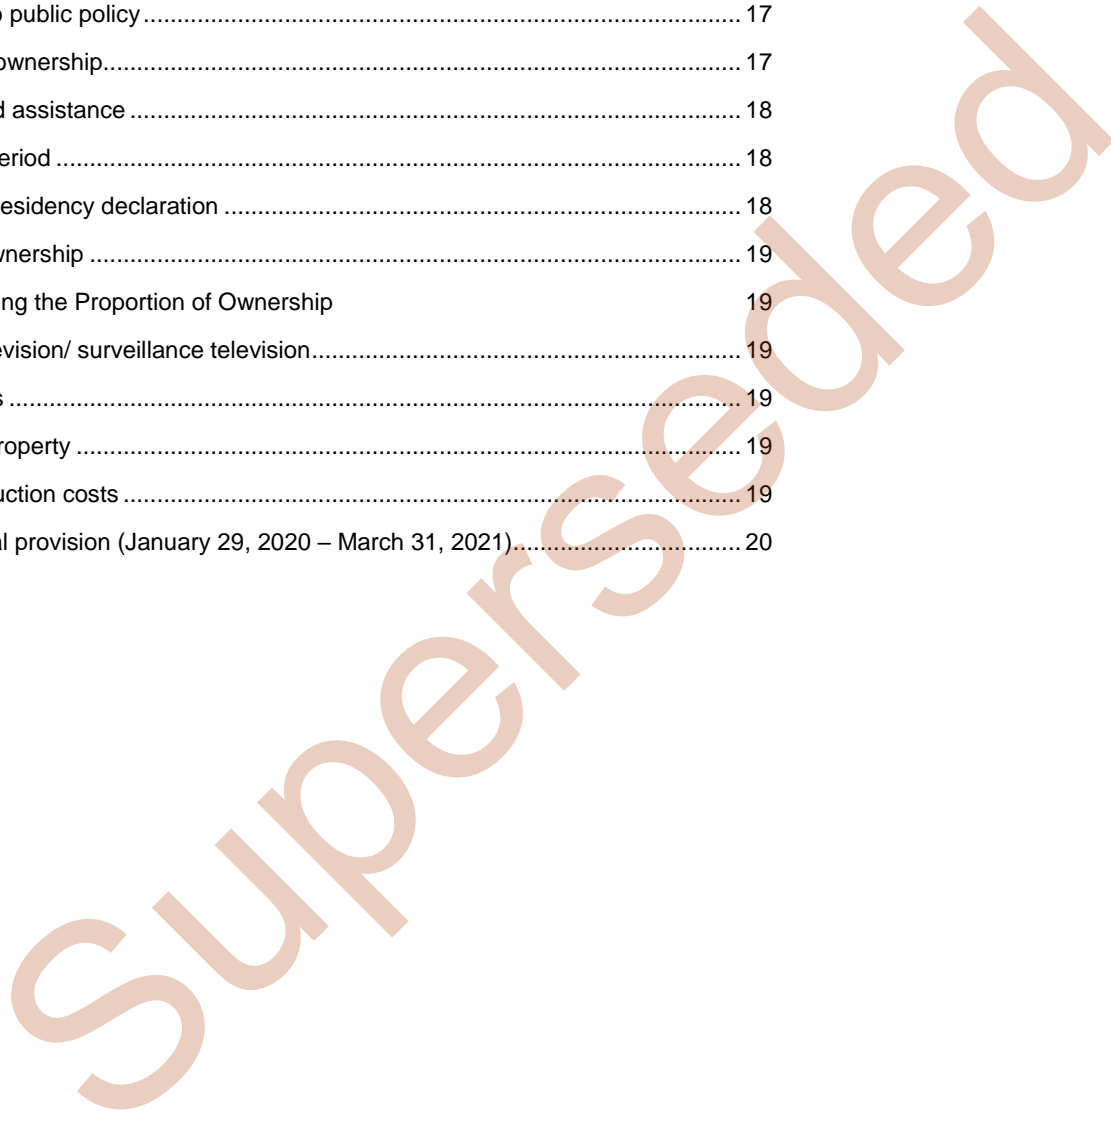 public policy................................................................................................ 17
ownership................................................................................................ 17
assistance ................................................................................................ 18
eriod ................................................................................................ 18
esidency declaration ................................................................................ 18
wnership ................................................................................................ 19
ing the Proportion of Ownership 19
evision/ surveillance television................................................................ 19
s ................................................................................................ 19
roperty ................................................................................................ 19
uction costs ................................................................................................ 19
al provision (January 29, 2020 – March 31, 2021).................................. 20
Superseded